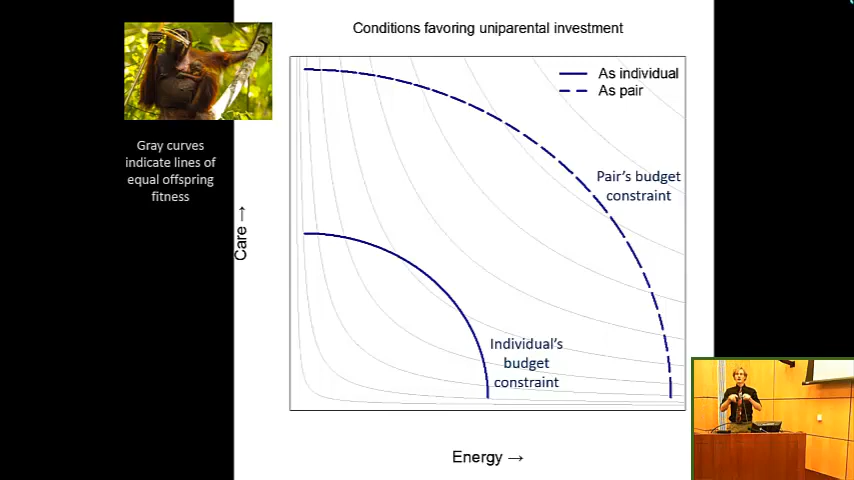 Conditions favoring uniparental investment
As individual
As pair
Gray curves
indicate lines of
equal offspring
fitness
Pair's budget
constraint
Care →
Individual's
budget
constraint
Energy →